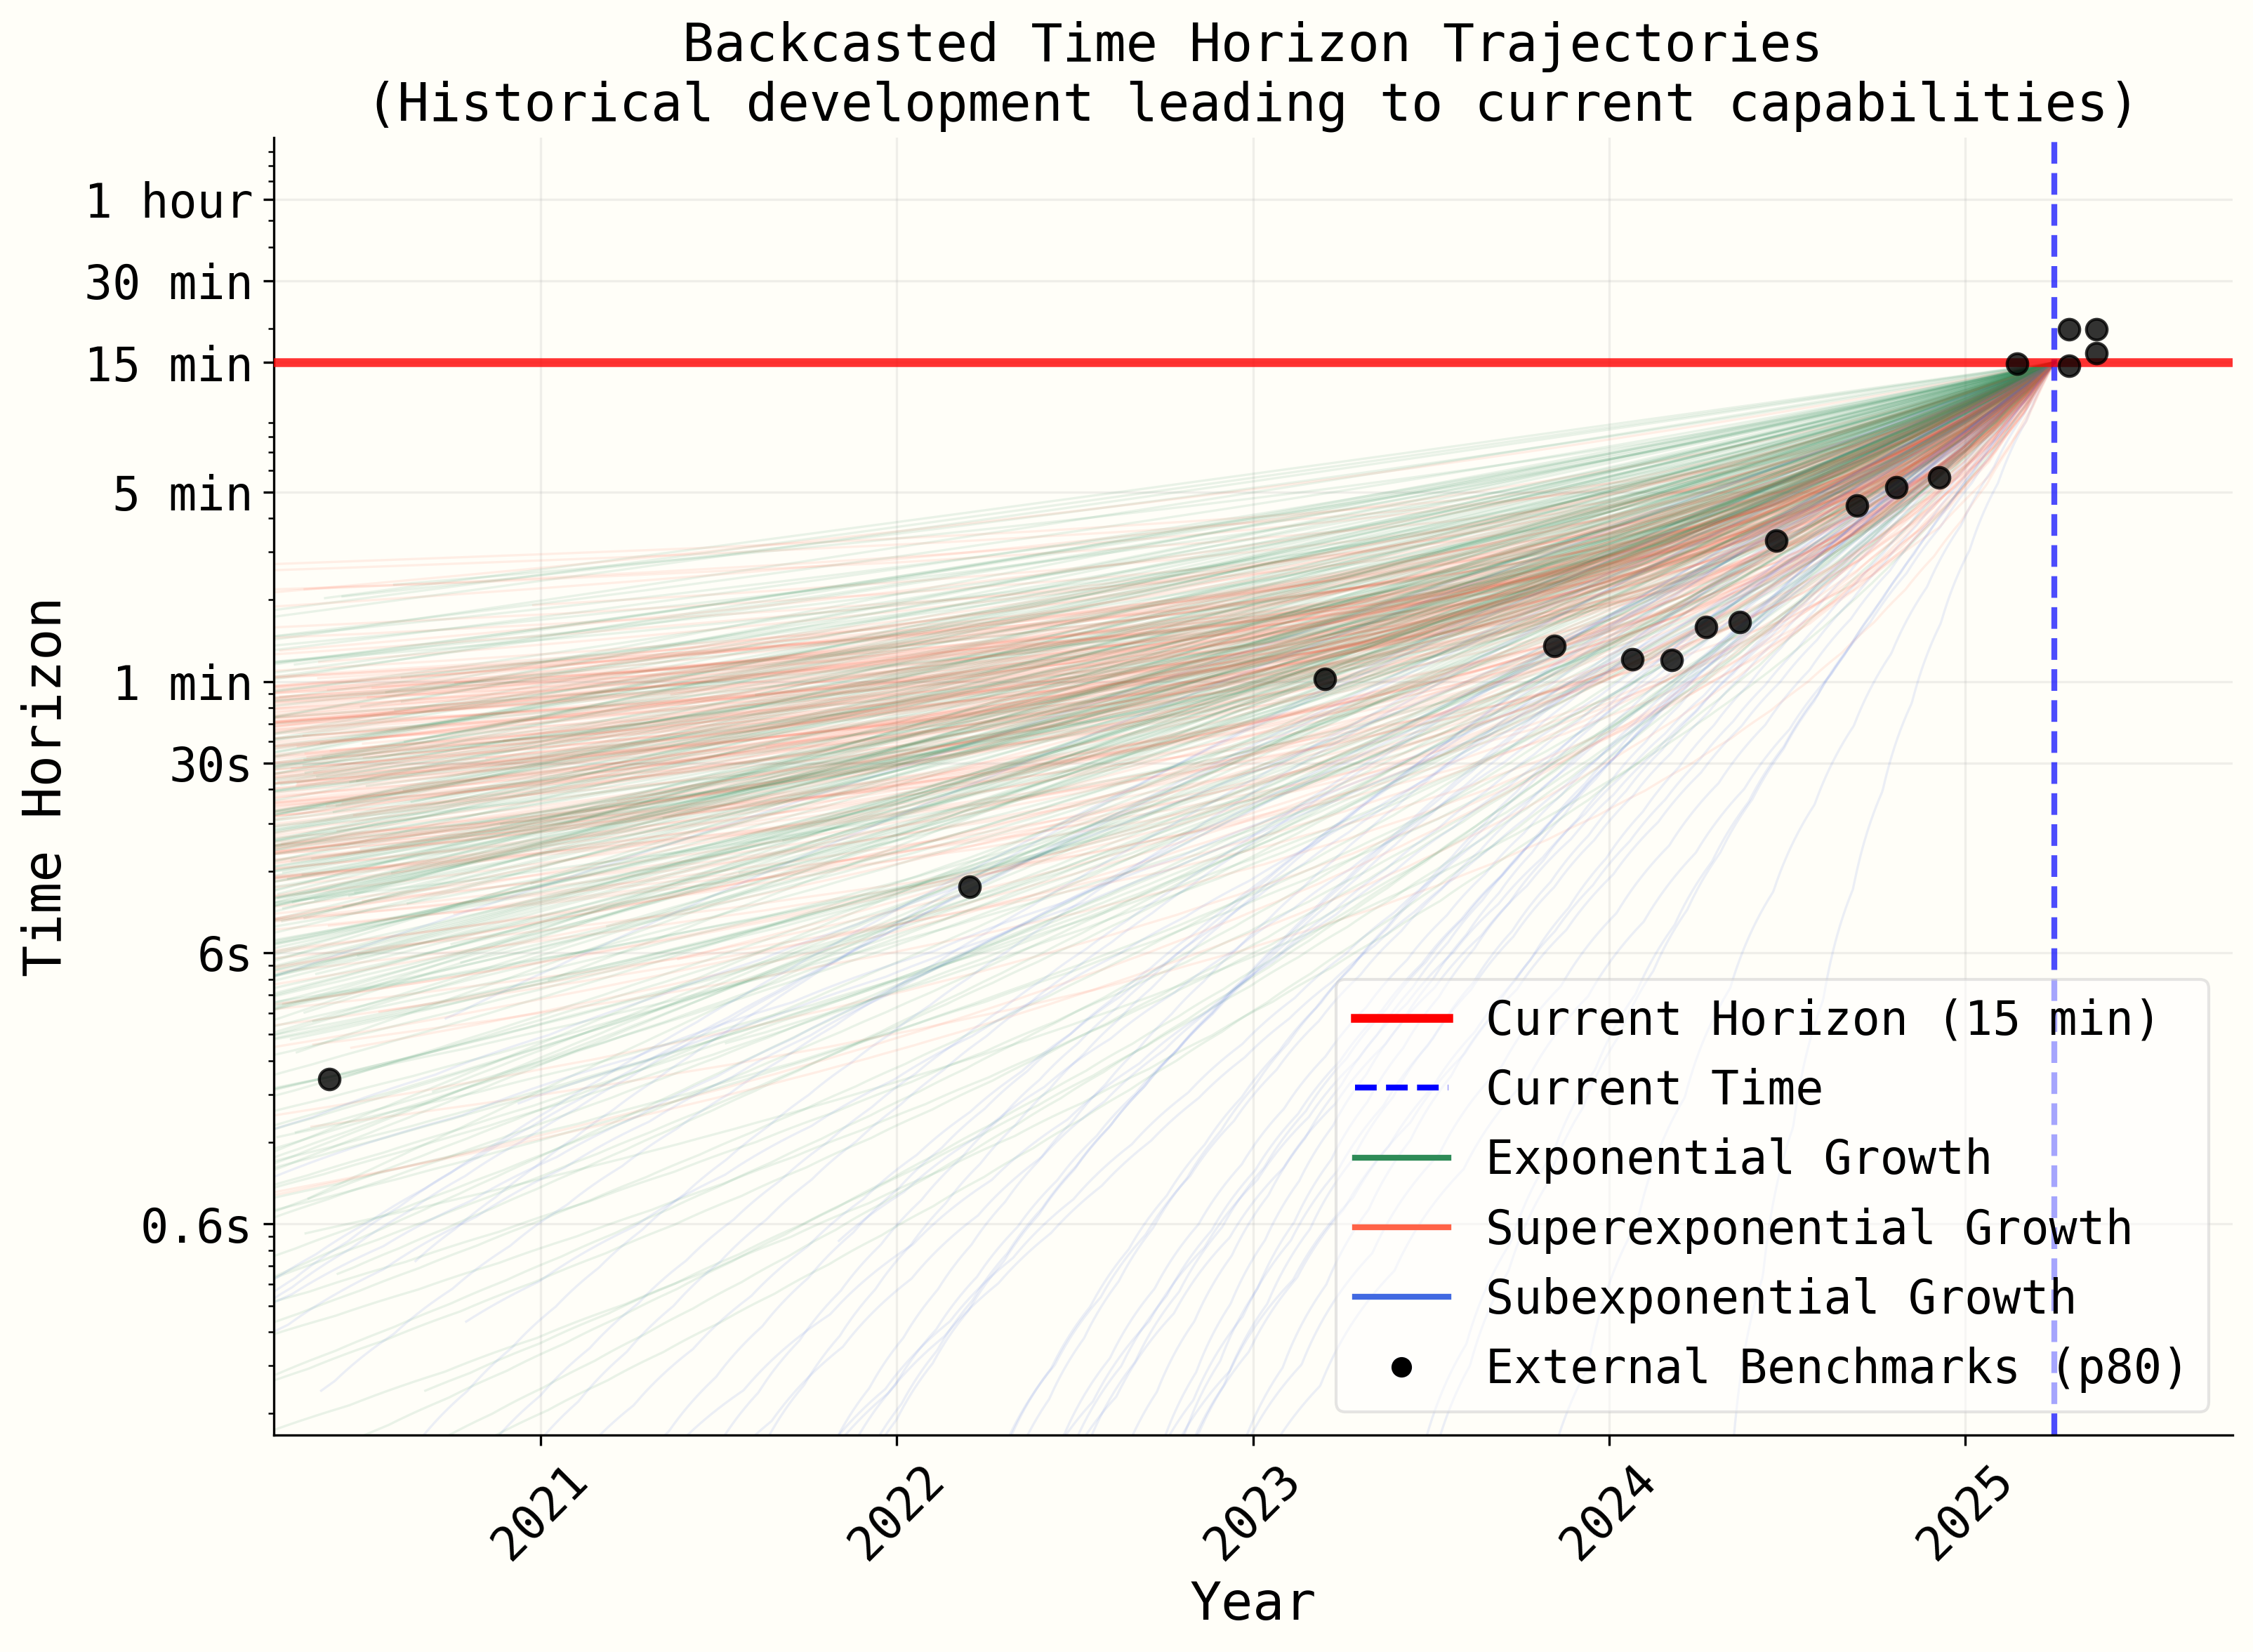 Backcasted Time Horizon Trajectories
(Historical development leading to current capabilities)
Time Horizon
1 hour
30 min
15 min
5 min
1 min
30s
6s
0.6s
Current Horizon (15 min)
Current Time
Exponential Growth
Superexponential Growth
Subexponential Growth
External Benchmarks (p80)
2021
2022
2023
2024
2025
Year